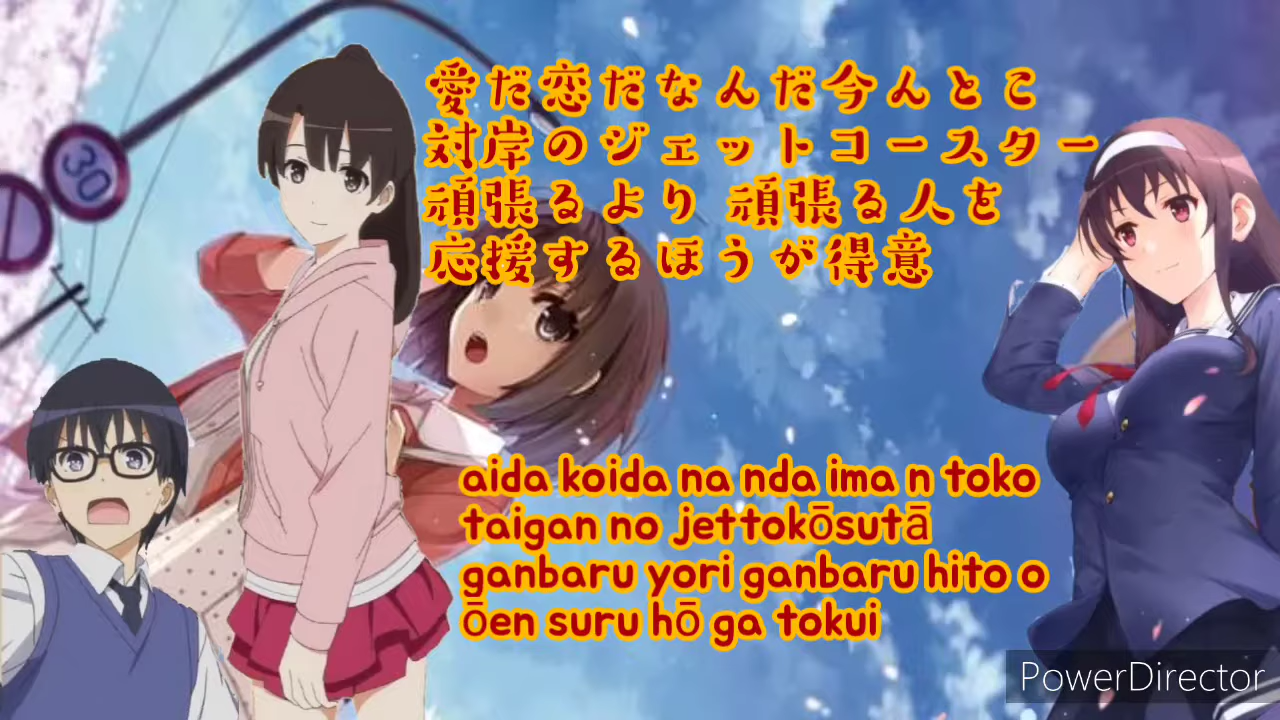 30
愛だ恋だなんだ今んとこ
対岸のジェットコースター
頑張るより 頑張る人を
応援するほうが得意
aida koida na nda ima n toko
taigan no jettokōsutā
ganbaru yori ganbaru hito o
ōen suru hō ga tokui
PowerDirector